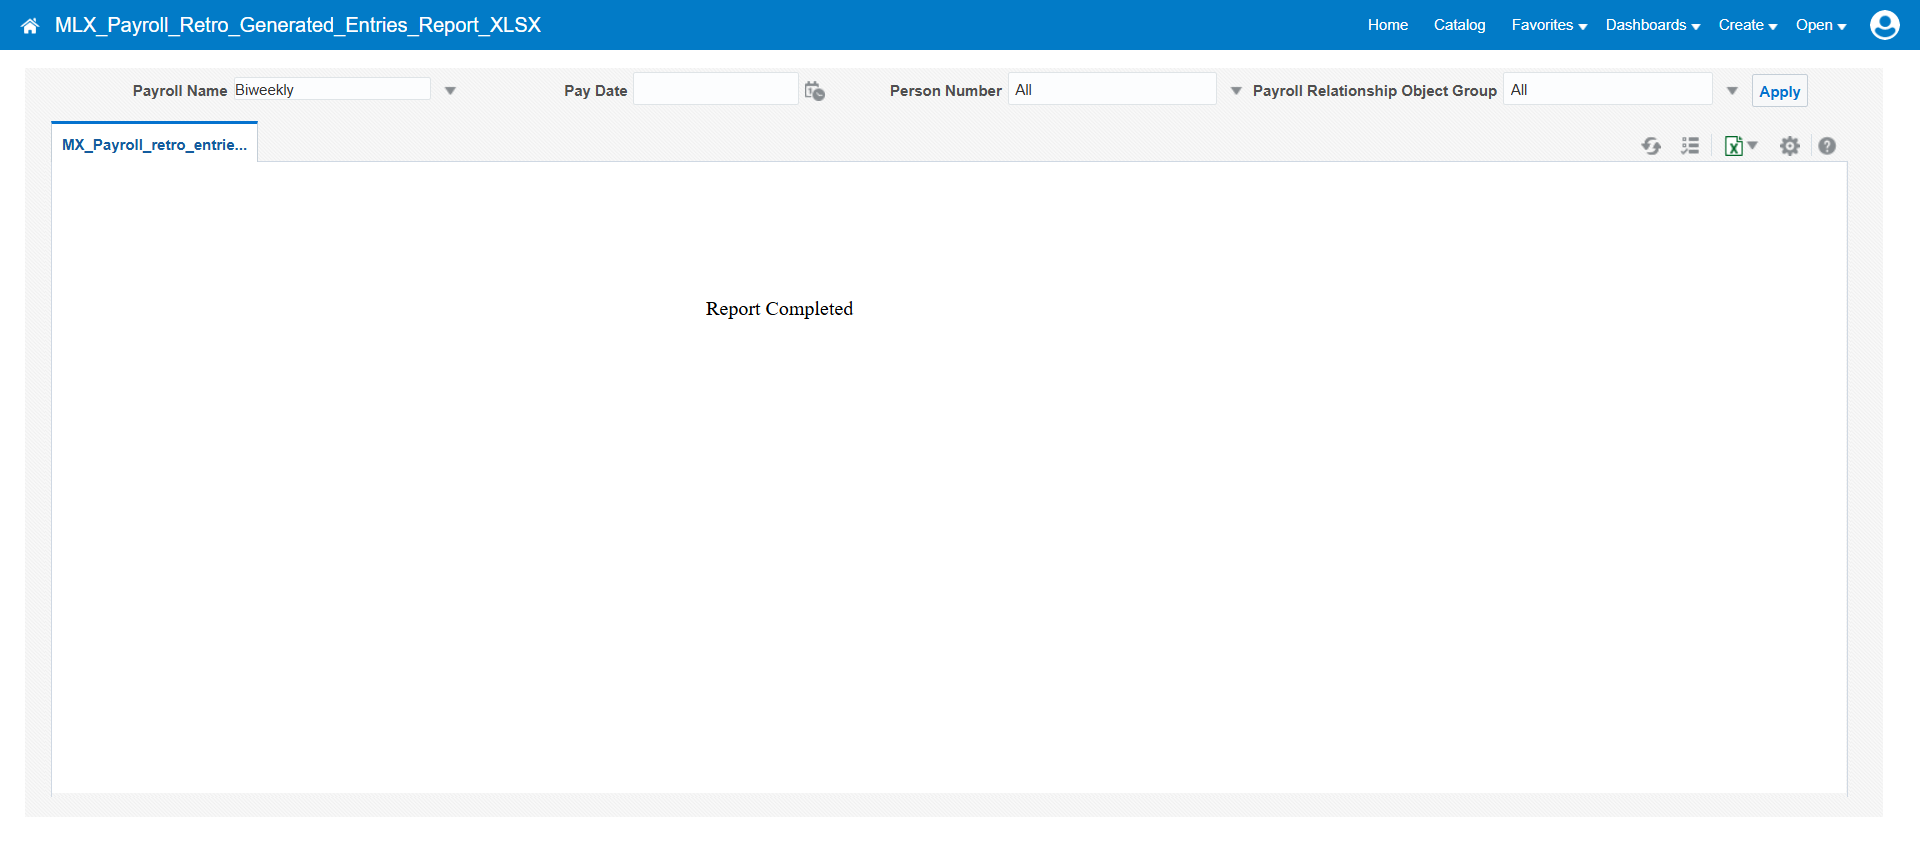 MLX_Payroll_Retro_Generated_Entries_Report_XLSX
Home Catalog Favorites Dashboards Create Open
Payroll Name Biweekly Pay Date Person Number All Payroll Relationship Object Group All Apply
MX_Payroll_retro_entrie...
Report Completed